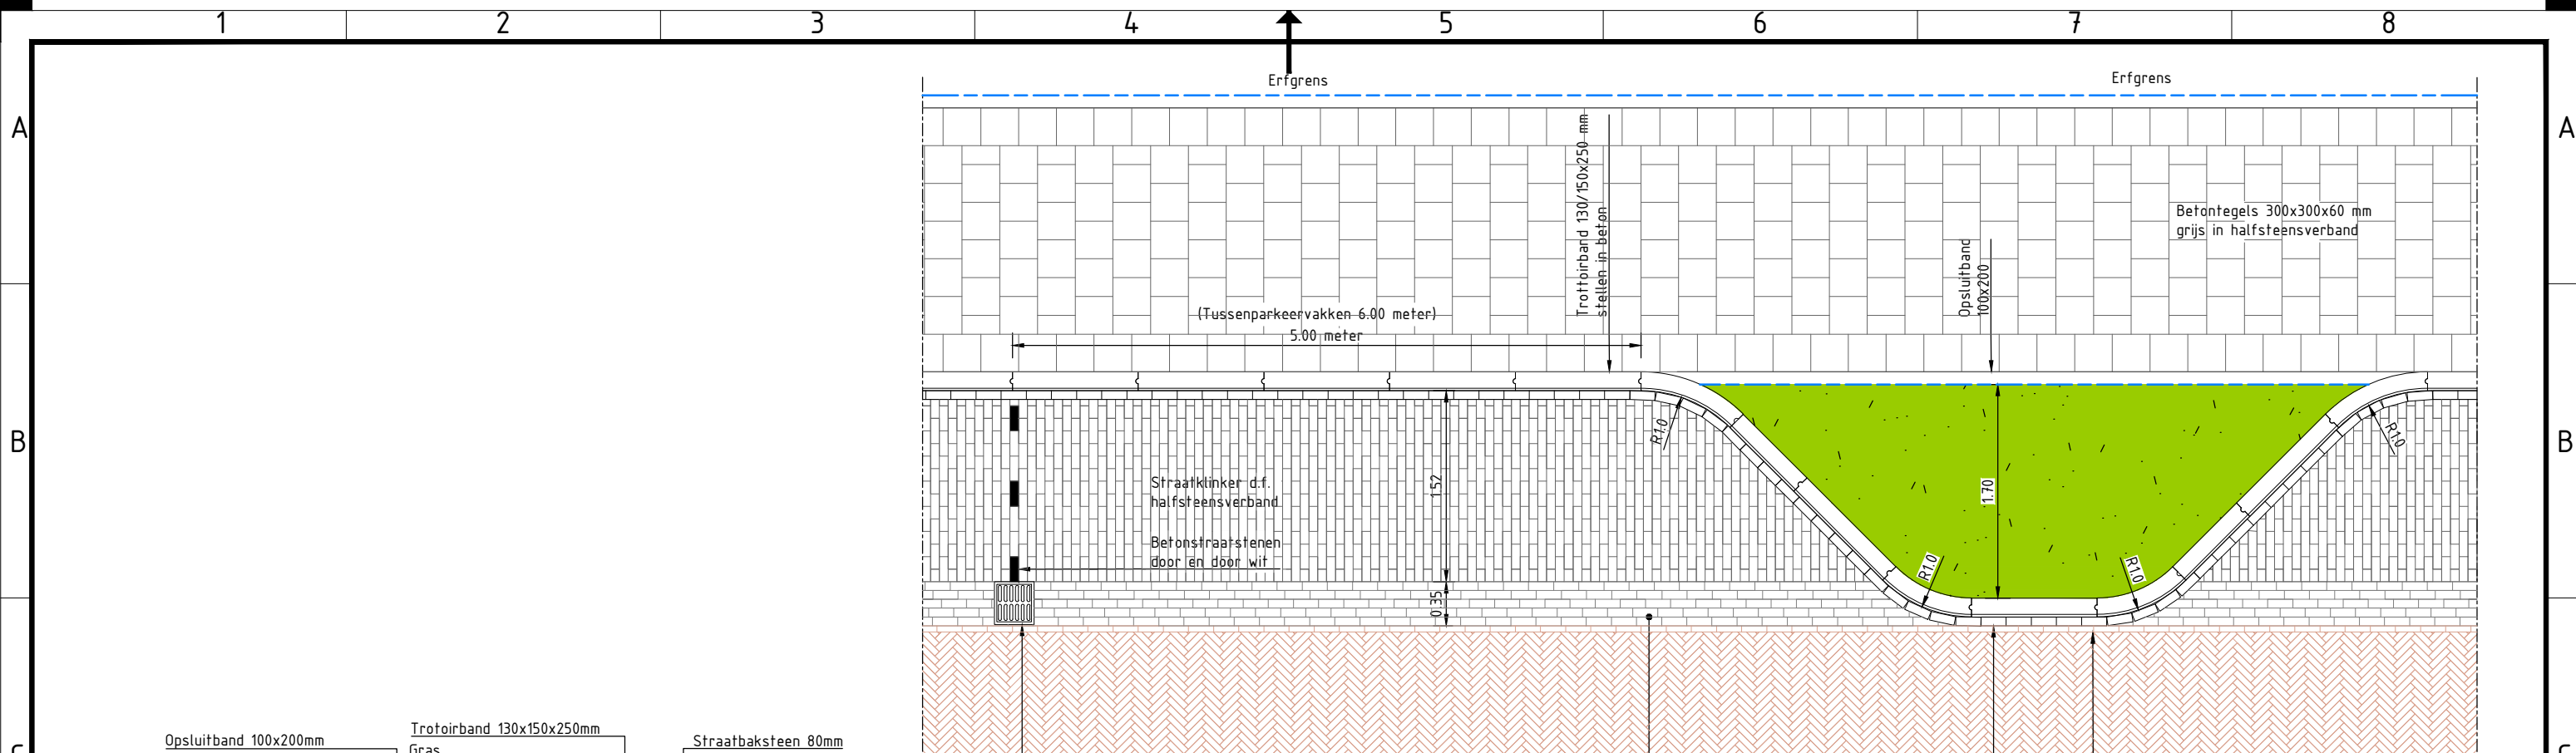 1 2 3 4 5 6 7 8
Erfgrens
Erfgrens
A
A
Trottoirband 130/150x250 mm
stellen in beton
Betontegels 300x300x60 mm
grijs in halfsteensverband
Opsluitband
100x200
(Tussenparkeervakken 6.00 meter)
5.00 meter
B
B
R1.0
R1.0
1.52
1.70
Straatklinker d.f.
halfsteensverband
Betonstraatstenen
door en door wit
R1.0
R1.0
0.35
Trotoirband 130x150x250mm
Opsluitband 100x200mm
Gras
Straatbaksteen 80mm